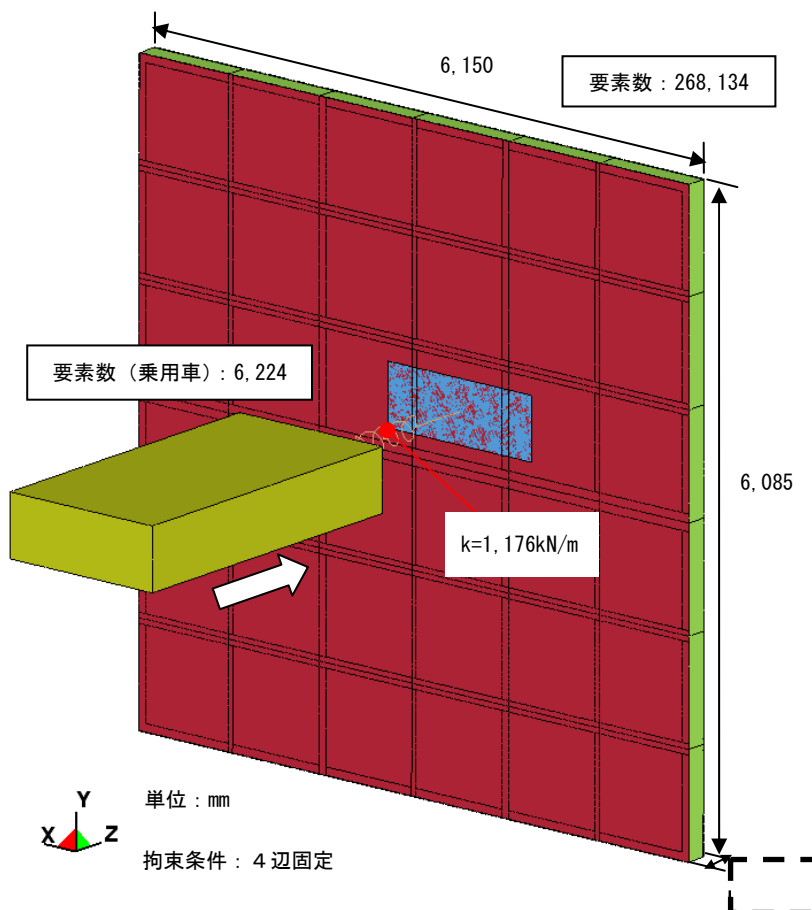 6,150
要素数：268,134
要素数（乗用車）：6,224
6,085
k=1,176kN/m
Y
X Z
単位：mm
拘束条件：４辺固定